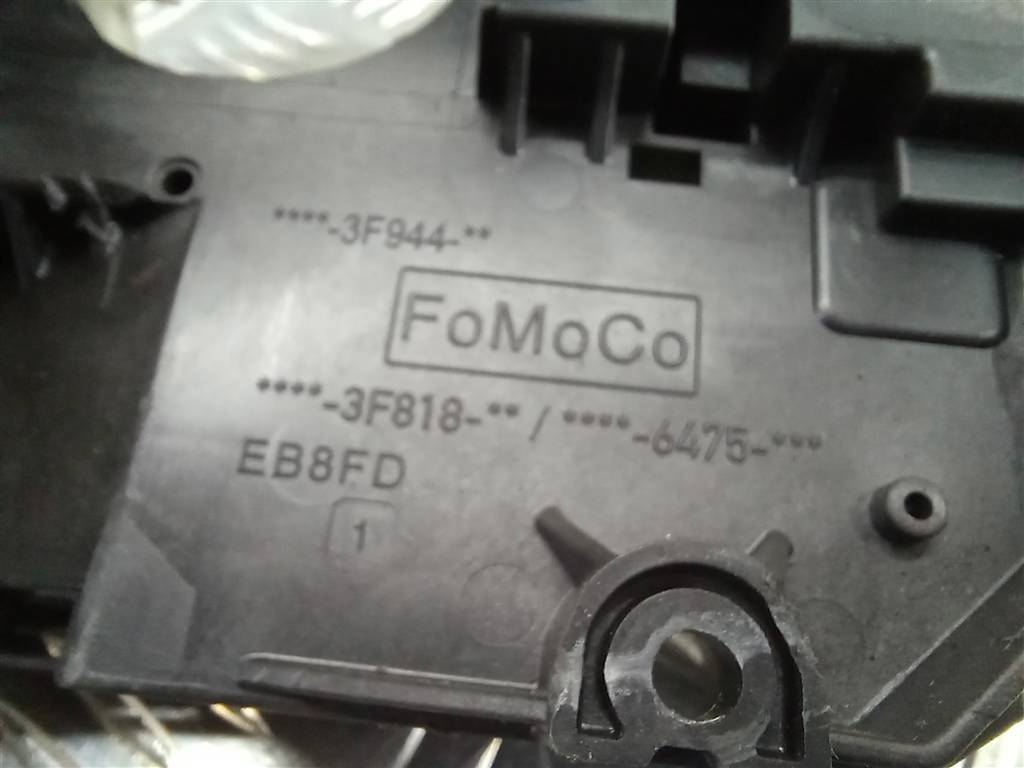 ****-3F944-**
FoMoCo
****-3F818-** / ****-6475-***
EB8FD
1